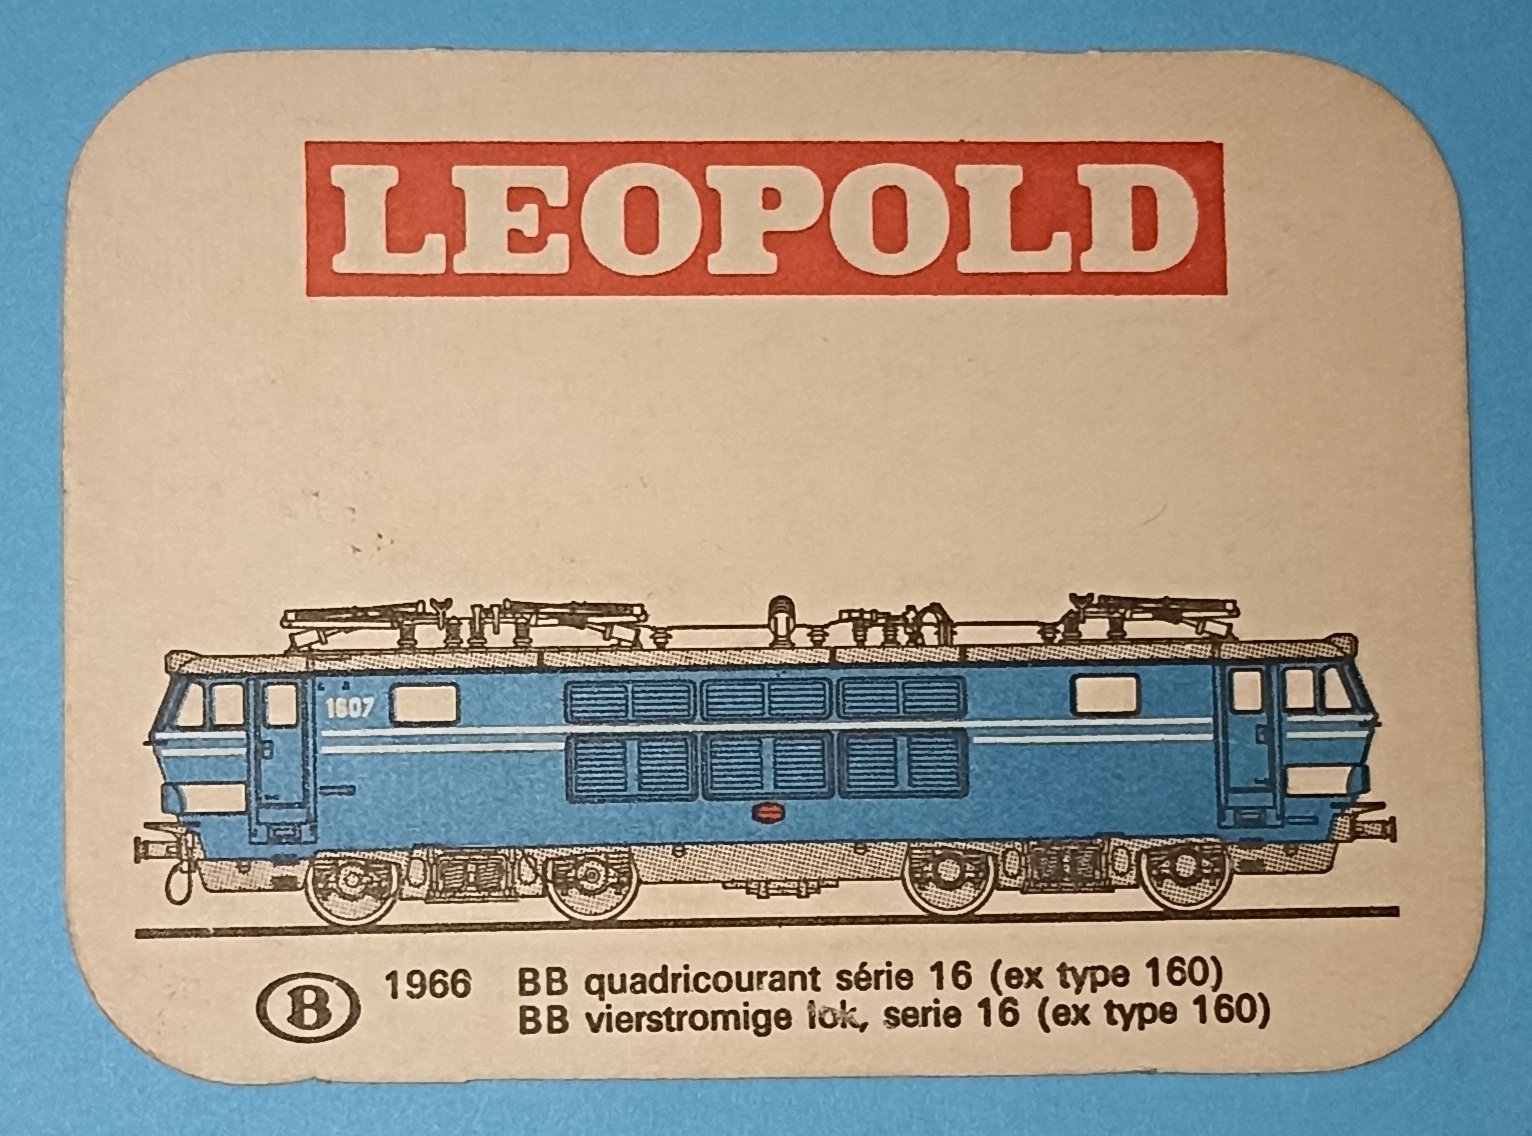 LEOPOLD
1607
B 1966 BB quadricourant série 16 (ex type 160)
BB vierstromige lok, serie 16 (ex type 160)